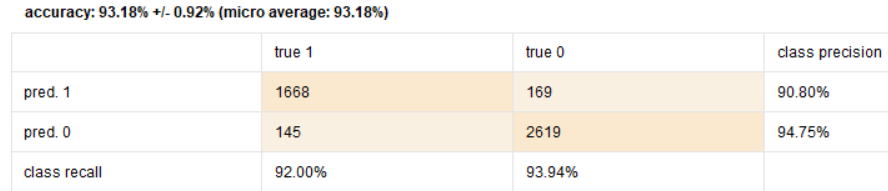 accuracy: 93.18% +/- 0.92% (micro average: 93.18%)
true 1 true 0 class precision
pred. 1 1668 169 90.80%
pred. 0 145 2619 94.75%
class recall 92.00% 93.94%